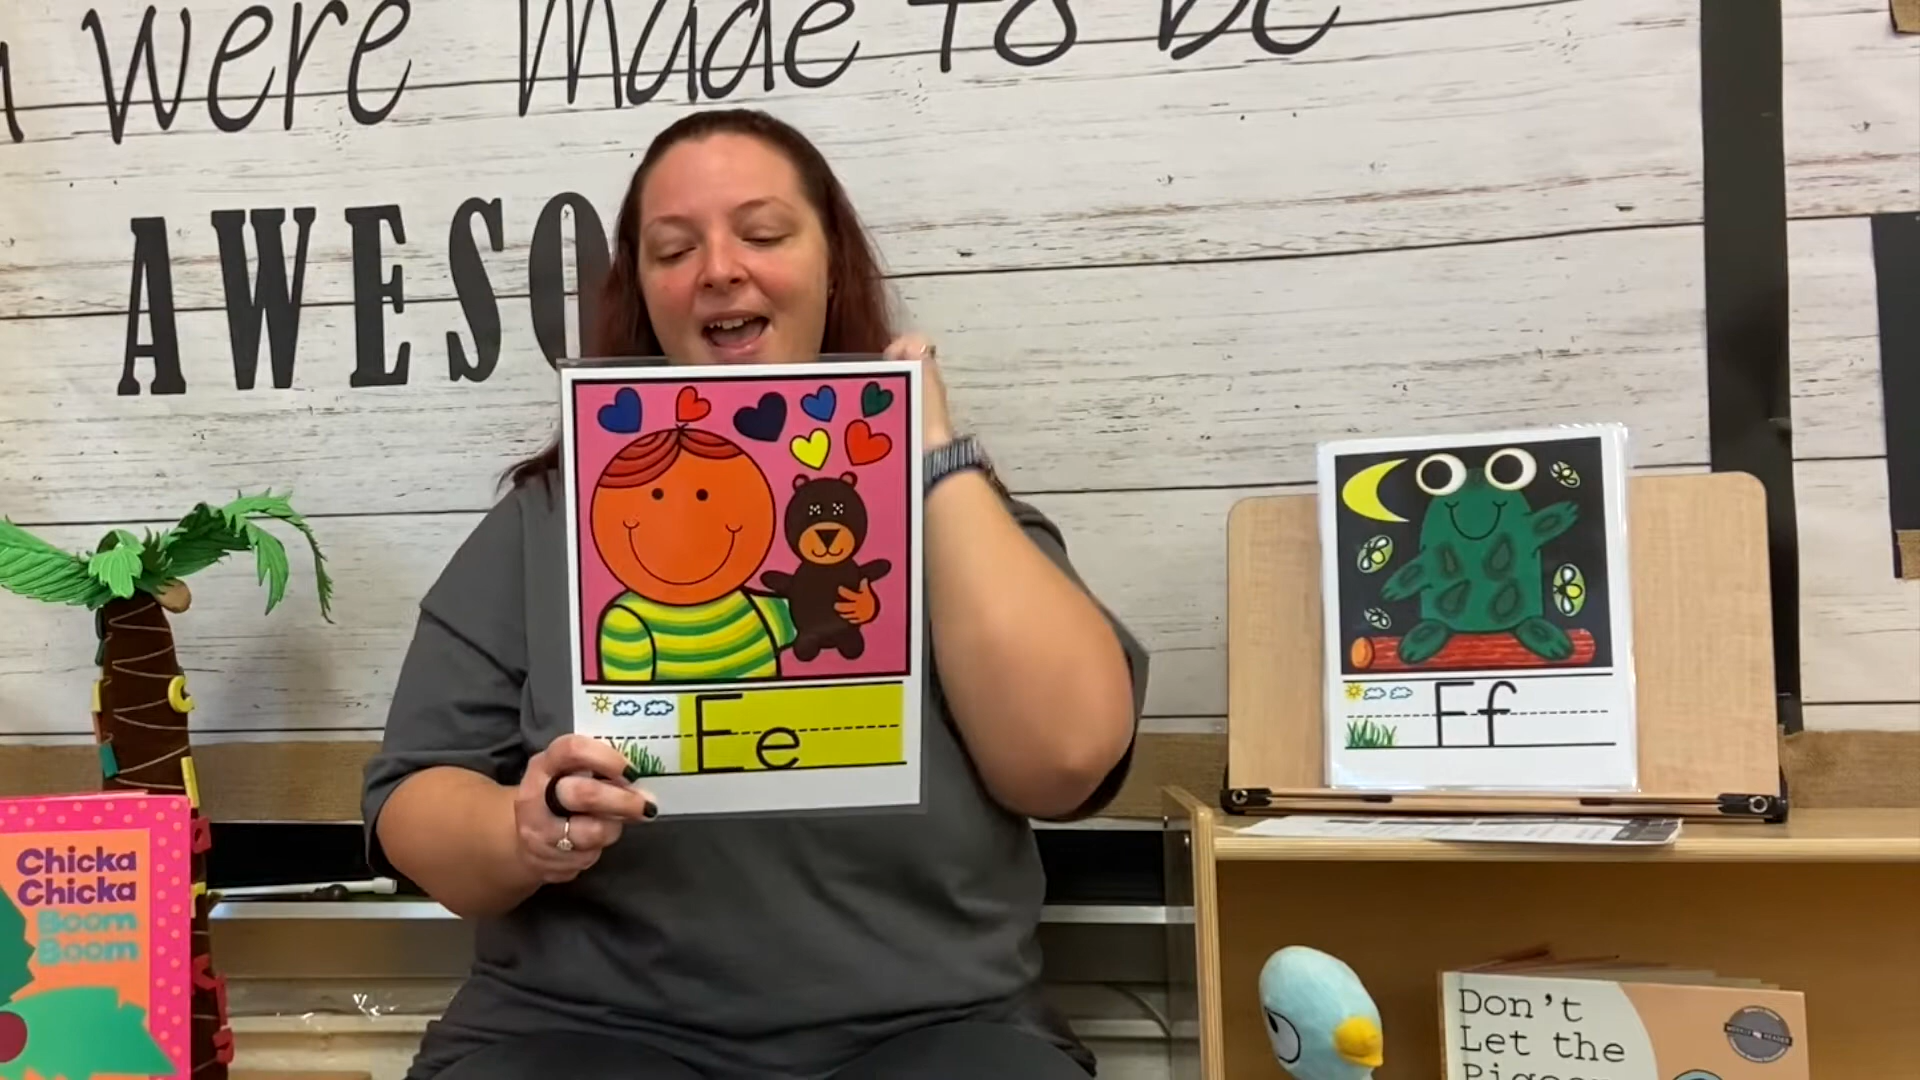 were made to be
AWESO
Ee
Ff
Chicka
Chicka
Boom
Boom
Don't
Let the